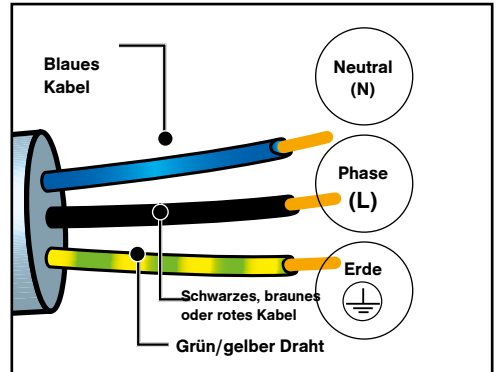 Blaues
Kabel
Neutral
(N)
Phase
(L)
Erde
Schwarzes, braunes
oder rotes Kabel
Grün/gelber Draht